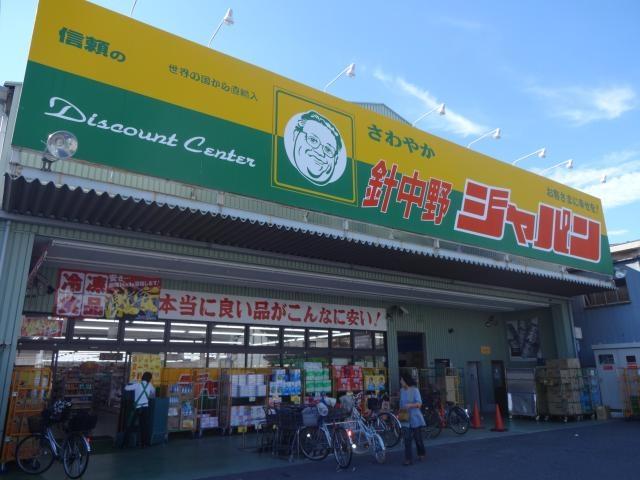 信頼の
世界の国から直輸入
Discount Center
さわやか
針中野
ジャパン
お客さまに幸せを!
冷凍
食品
本当に良い品がこんなに安い!